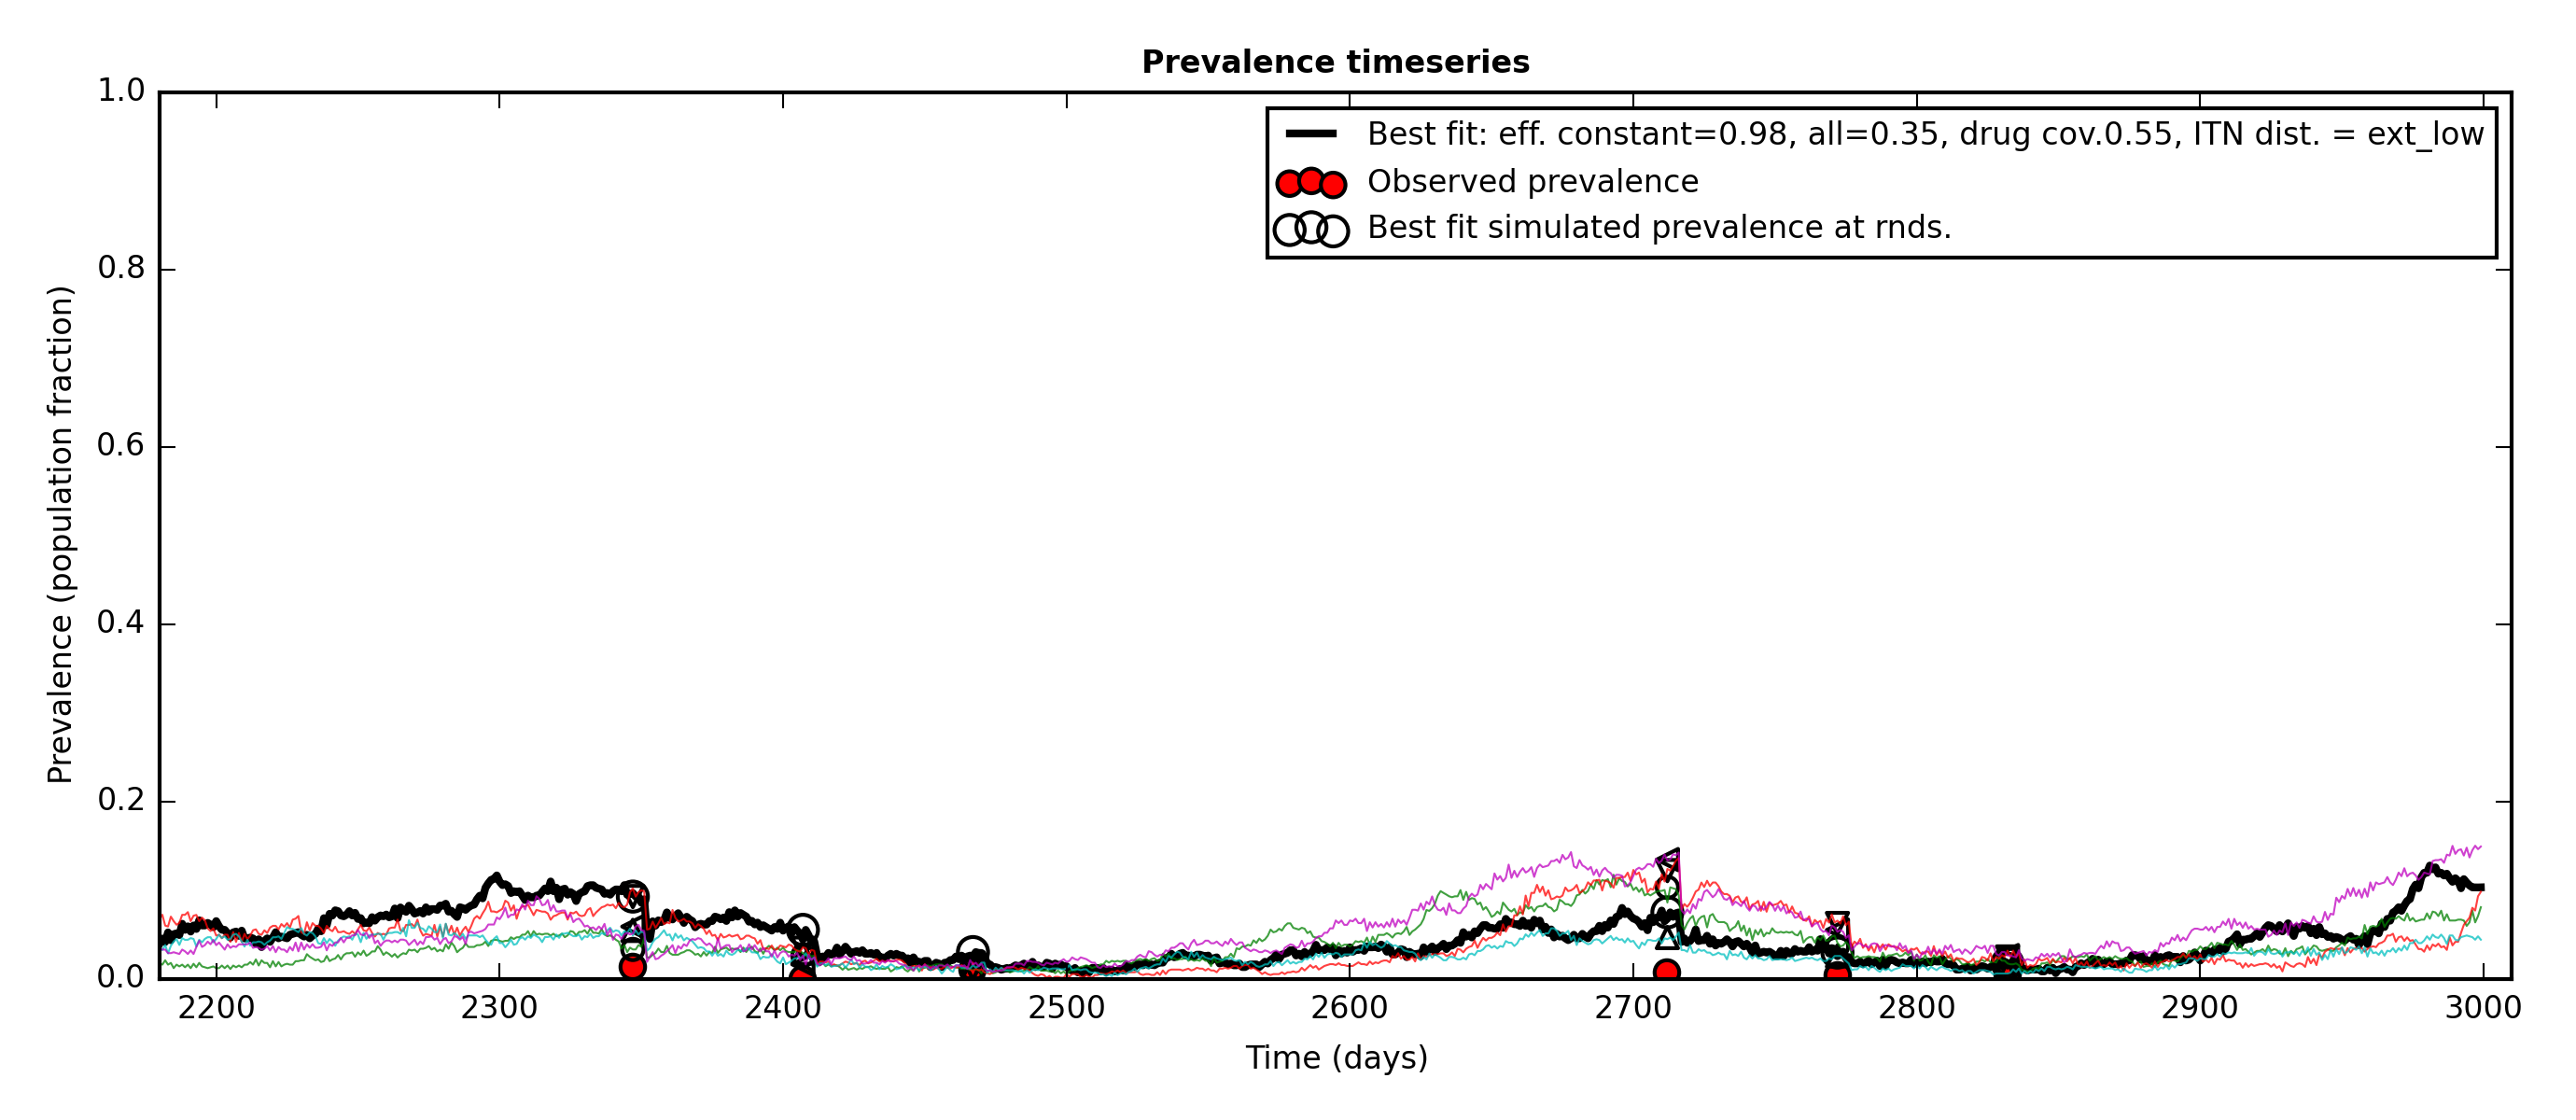 Prevalence timeseries
1.0
0.8
0.6
0.4
0.2
0.0
Prevalence (population fraction)
Best fit: eff. constant=0.98, all=0.35, drug cov.0.55, ITN dist. = ext_low
Observed prevalence
Best fit simulated prevalence at rnds.
2200 2300 2400 2500 2600 2700 2800 2900 3000
Time (days)